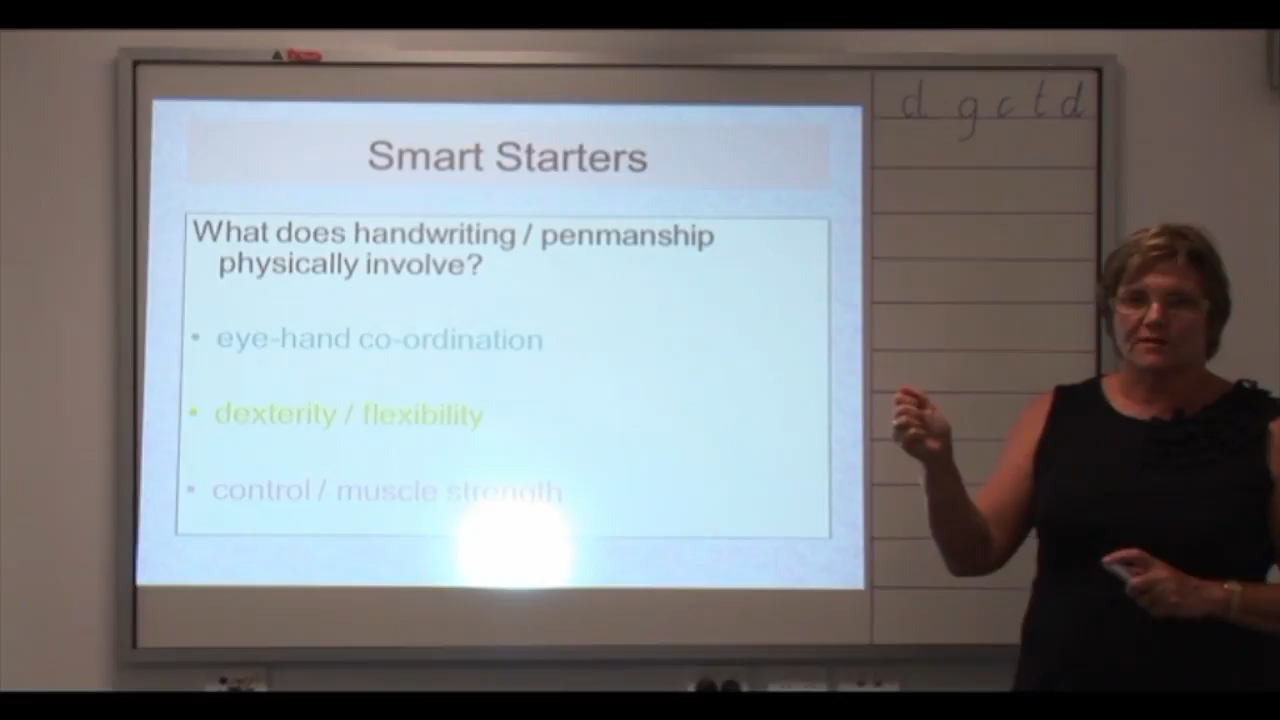 Smart Starters
What does handwriting / penmanship
physically involve?
• eye-hand co-ordination
• dexterity / flexibility
• control / muscle strength
d g c t d